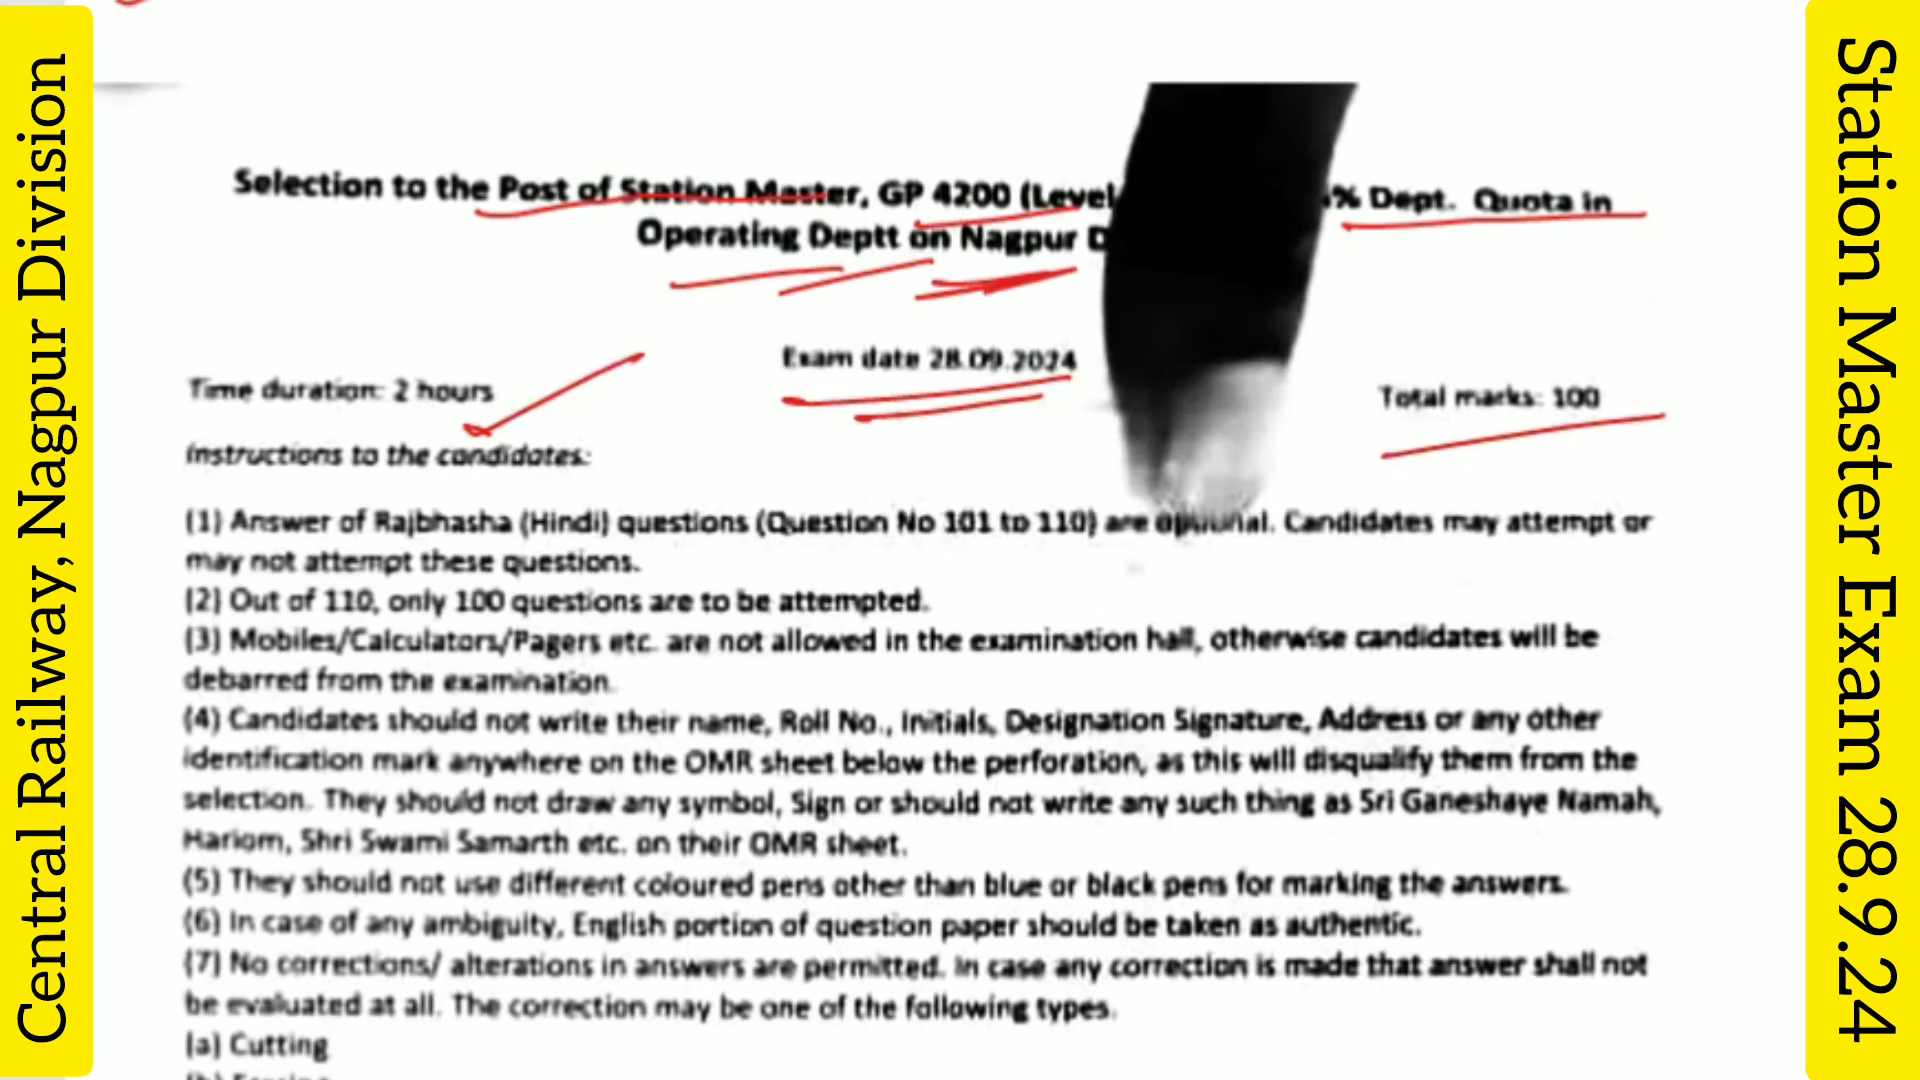 Central Railway, Nagpur Division
Selection to the Post of Station Master, GP 4200 (Level % Dept. Quota in
Operating Deptt on Nagpur D
Exam date 28.09.2024
Time duration: 2 hours
Total marks: 100
Instructions to the candidates:
(1) Answer of Rajbhasha (Hindi) questions (Question No 101 to 110) are optional. Candidates may attempt or
may not attempt these questions.
(2) Out of 110, only 100 questions are to be attempted.
(3) Mobiles/Calculators/Pagers etc. are not allowed in the examination hall, otherwise candidates will be
debarred from the examination.
(4) Candidates should not write their name, Roll No., Initials, Designation Signature, Address or any other
identification mark anywhere on the OMR sheet below the perforation, as this will disqualify them from the
selection. They should not draw any symbol, Sign or should not write any such thing as Sri Ganeshaye Namah,
Hariom, Shri Swami Samarth etc. on their OMR sheet.
(5) They should not use different coloured pens other than blue or black pens for marking the answers.
(6) In case of any ambiguity, English portion of question paper should be taken as authentic.
(7) No corrections/ alterations in answers are permitted. In case any correction is made that answer shall not
be evaluated at all. The correction may be one of the following types.
(a) Cutting
Station Master Exam 28.9.24